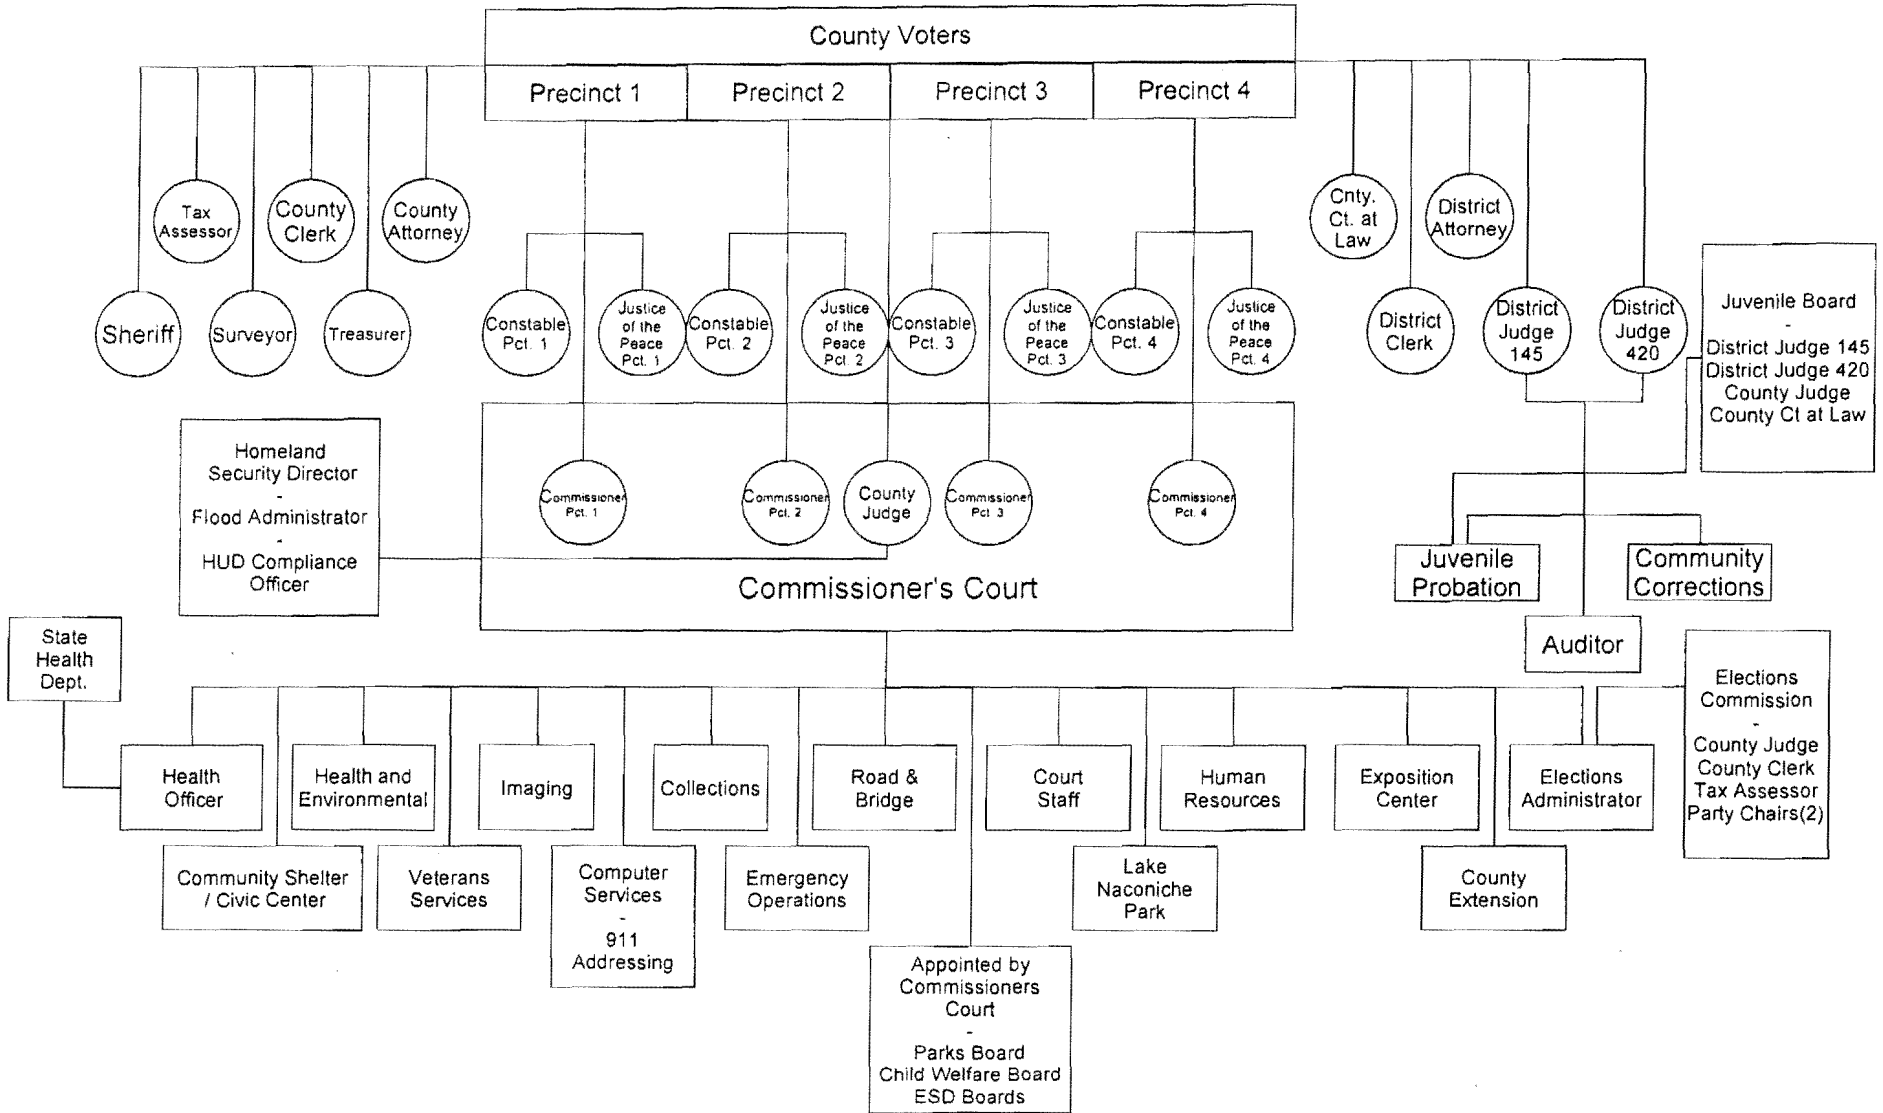 County Voters
Precinct 1
Precinct 2
Precinct 3
Precinct 4
Tax
Assessor
County
Clerk
County
Attorney
Cnty.
Ct. at
Law
District
Attorney
Sheriff
Surveyor
Treasurer
Constable
Pct. 1
Justice
of the
Peace
Pct. 1
Constable
Pct. 2
Justice
of the
Peace
Pct. 2
Constable
Pct. 3
Justice
of the
Peace
Pct. 3
Constable
Pct. 4
Justice
of the
Peace
Pct. 4
District
Clerk
District
Judge
145
District
Judge
420
Juvenile Board
-
District Judge 145
District Judge 420
County Judge
County Ct at Law
Homeland
Security Director
-
Flood Administrator
-
HUD Compliance
Officer
Commissioner
Pct. 1
Commissioner
Pct. 2
County
Judge
Commissioner
Pct. 3
Commissioner
Pct. 4
Commissioner's Court
Juvenile
Probation
Community
Corrections
Auditor
State
Health
Dept.
Elections
Commission
-
County Judge
County Clerk
Tax Assessor
Party Chairs(2)
Health
Officer
Health and
Environmental
Imaging
Collections
Road &
Bridge
Court
Staff
Human
Resources
Exposition
Center
Elections
Administrator
Community Shelter
/ Civic Center
Veterans
Services
Computer
Services
-
911
Addressing
Emergency
Operations
Lake
Naconiche
Park
County
Extension
Appointed by
Commissioners
Court
-
Parks Board
Child Welfare Board
ESD Boards